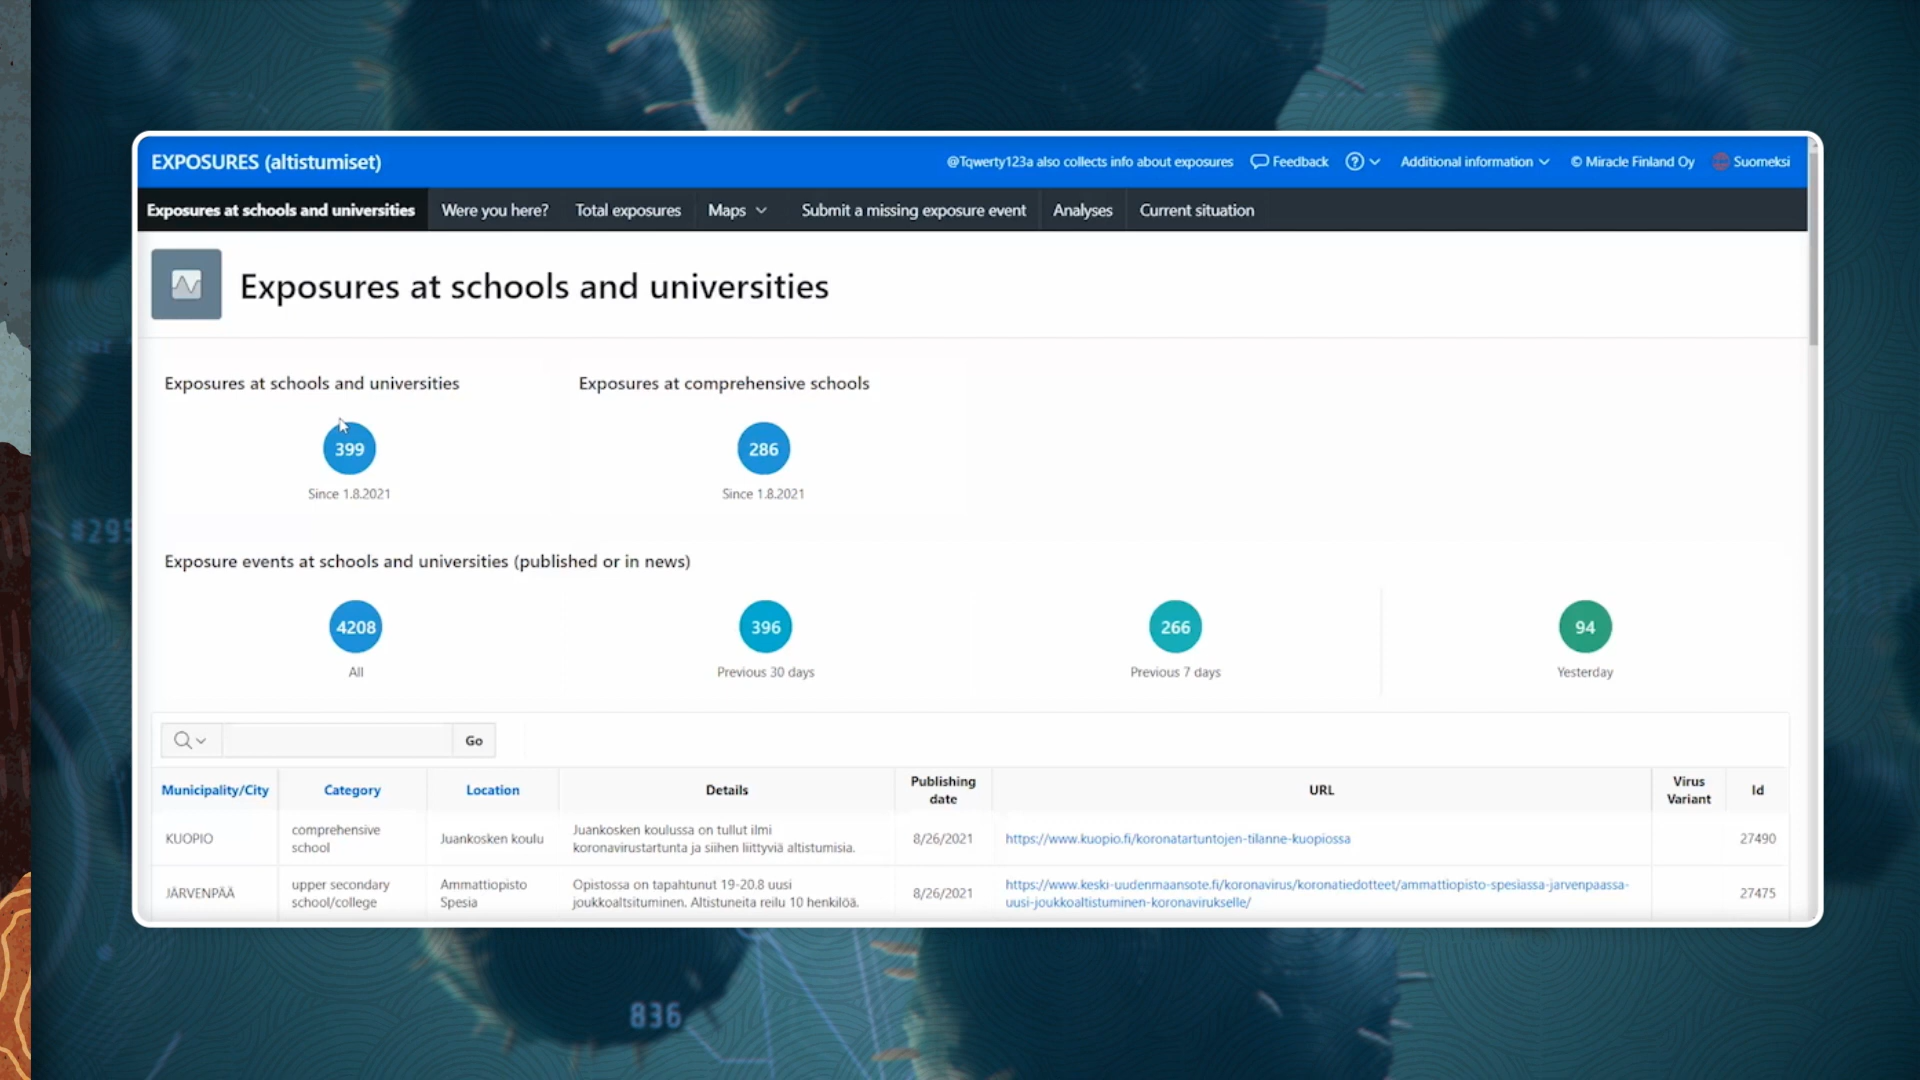 EXPOSURES (altistumiset)
@Tqwerty123a also collects info about exposures
Feedback
Additional information
© Miracle Finland Oy
Suomeksi
Exposures at schools and universities
Were you here?
Total exposures
Maps
Submit a missing exposure event
Analyses
Current situation
Exposures at schools and universities
Exposures at schools and universities
Exposures at comprehensive schools
399
286
Since 1.8.2021
Since 1.8.2021
Exposure events at schools and universities (published or in news)
4208
396
266
94
All
Previous 30 days
Previous 7 days
Yesterday
Go
Municipality/City
Category
Location
Details
Publishing
date
URL
Virus
Variant
Id
KUOPIO
comprehensive
school
Juankosken koulu
Juankosken koulussa on tullut ilmi
koronavirustartunta ja siihen liittyviä altistumisia.
8/26/2021
https://www.kuopio.fi/koronatartuntojen-tilanne-kuopiossa
27490
JÄRVENPÄÄ
upper secondary
school/college
Ammattiopisto
Spesia
Opistossa on tapahtunut 19-20.8 uusi
joukkoaltsituminen. Altistuneita reilu 10 henkilöä.
8/26/2021
https://www.keski-uudenmaansote.fi/koronavirus/koronatiedotteet/ammattiopisto-spesiassa-jarvenpaassa-
uusi-joukkoaltistuminen-koronavirukselle/
27475
#295
836